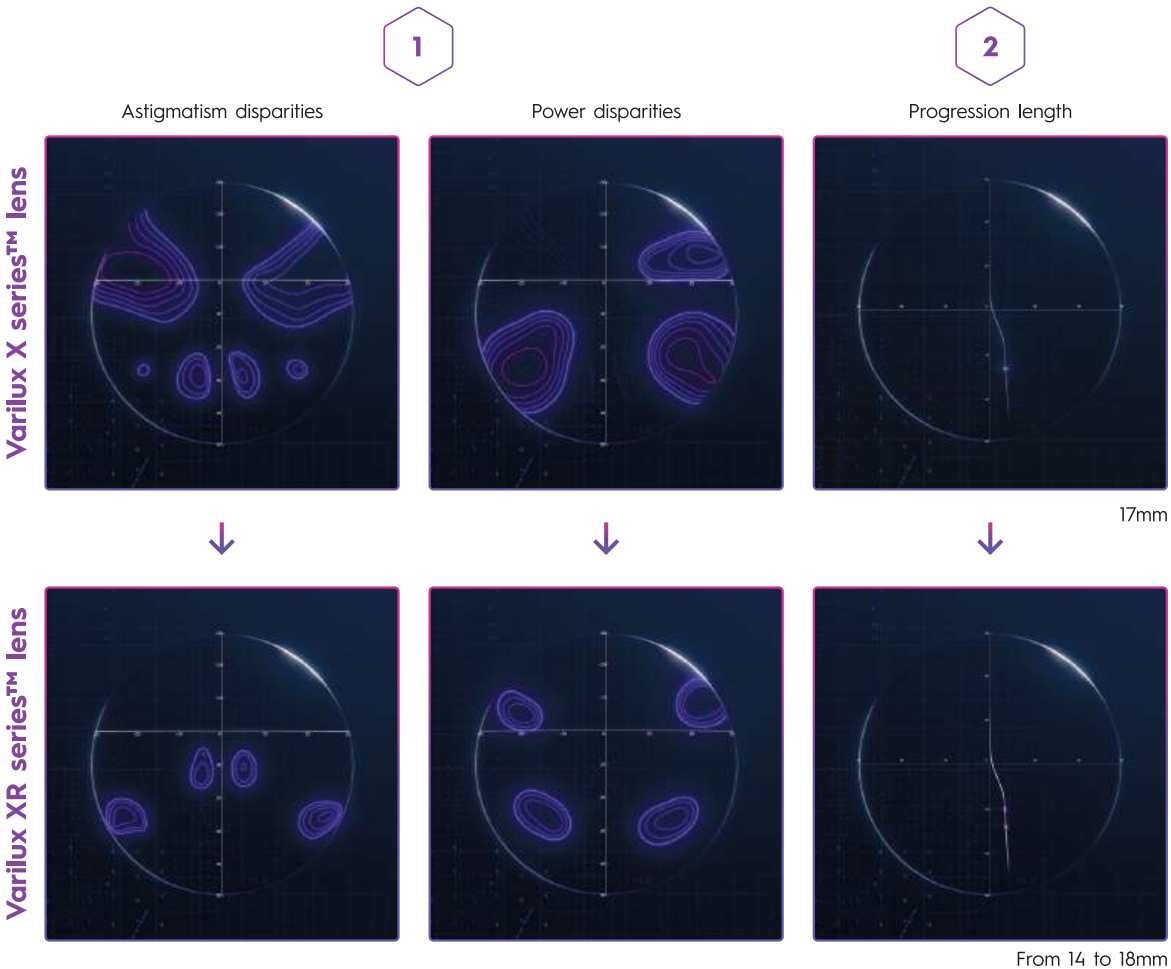 1
2
Astigmatism disparities
Power disparities
Progression length
Varilux X series™ lens
17mm
Varilux XR series™ lens
From 14 to 18mm